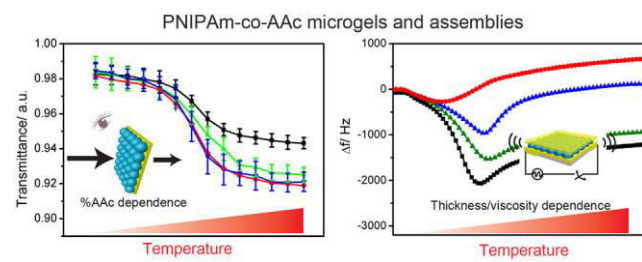 PNIPAm-co-AAc microgels and assemblies
1.00
0.98
0.96
0.94
0.92
0.90
Transmittance/ a.u.
%AAc dependence
Temperature
1000
0
-1000
-2000
-3000
Δf/ Hz
Thickness/viscosity dependence
Temperature